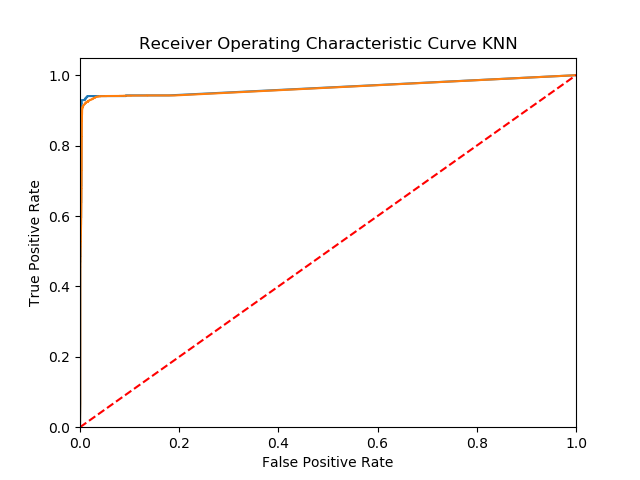 Receiver Operating Characteristic Curve KNN
1.0
0.8
0.6
0.4
0.2
0.0
True Positive Rate
0.0 0.2 0.4 0.6 0.8 1.0
False Positive Rate